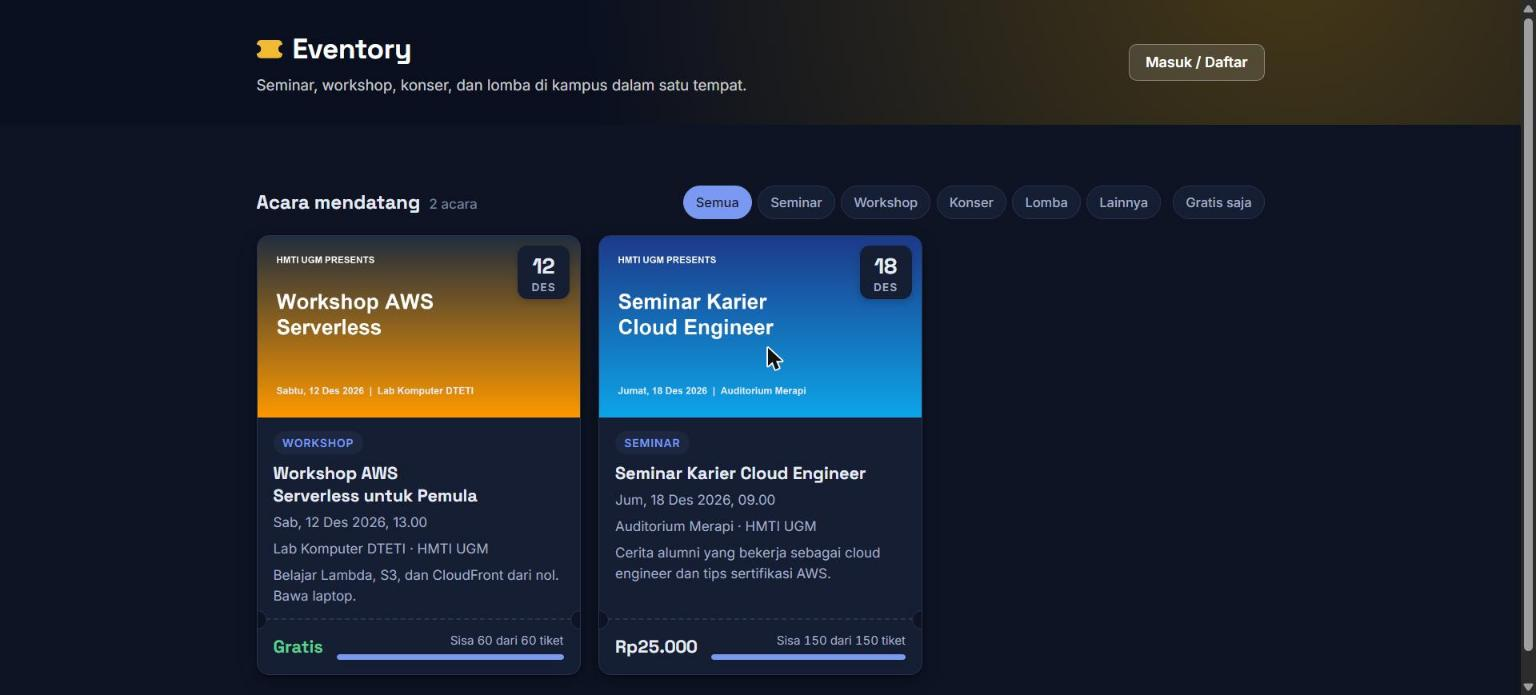 Eventory
Seminar, workshop, konser, dan lomba di kampus dalam satu tempat.
Masuk / Daftar
Acara mendatang 2 acara
Semua Seminar Workshop Konser Lomba Lainnya Gratis saja
HMTI UGM PRESENTS
12
DES
Workshop AWS
Serverless
Sabtu, 12 Des 2026 | Lab Komputer DTETI
WORKSHOP
Workshop AWS
Serverless untuk Pemula
Sab, 12 Des 2026, 13.00
Lab Komputer DTETI · HMTI UGM
Belajar Lambda, S3, dan CloudFront dari nol.
Bawa laptop.
Gratis
Sisa 60 dari 60 tiket
HMTI UGM PRESENTS
18
DES
Seminar Karier
Cloud Engineer
Jumat, 18 Des 2026 | Auditorium Merapi
SEMINAR
Seminar Karier Cloud Engineer
Jum, 18 Des 2026, 09.00
Auditorium Merapi · HMTI UGM
Cerita alumni yang bekerja sebagai cloud
engineer dan tips sertifikasi AWS.
Rp25.000
Sisa 150 dari 150 tiket